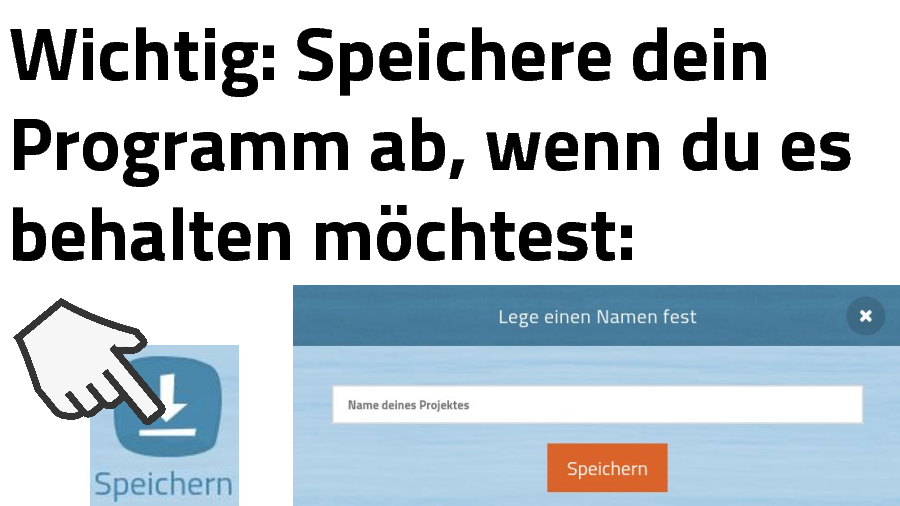 Wichtig: Speichere dein
Programm ab, wenn du es
behalten möchtest:
Lege einen Namen fest
Name deines Projektes
Speichern
Speichern